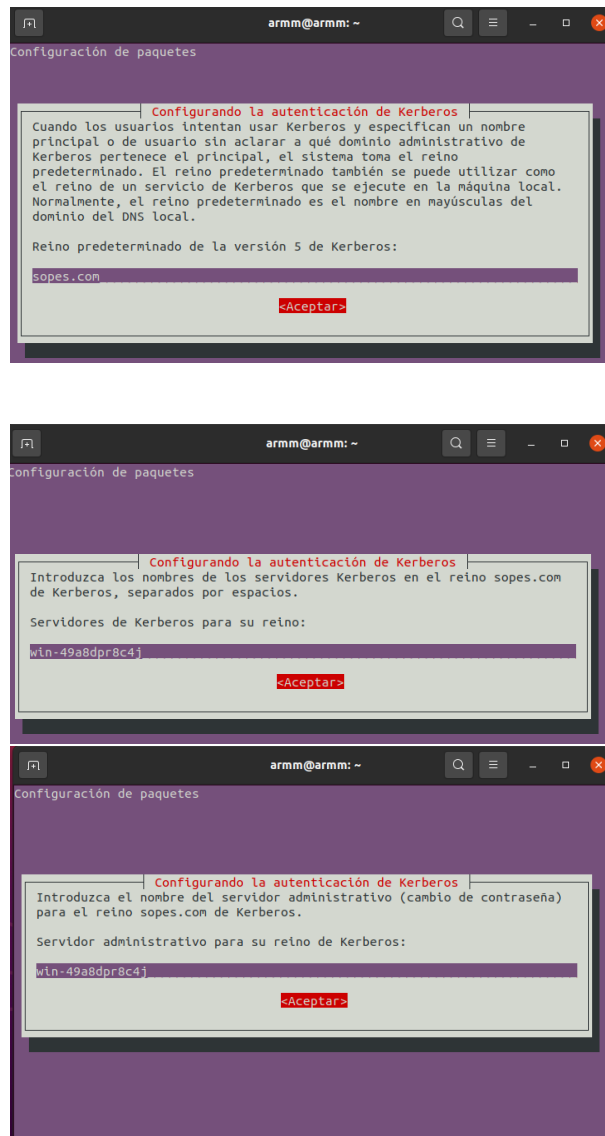 armm@armm: ~
Configuración de paquetes
Configurando la autenticación de Kerberos
Cuando los usuarios intentan usar Kerberos y especifican un nombre
principal o de usuario sin aclarar a qué dominio administrativo de
Kerberos pertenece el principal, el sistema toma el reino
predeterminado. El reino predeterminado también se puede utilizar como
el reino de un servicio de Kerberos que se ejecute en la máquina local.
Normalmente, el reino predeterminado es el nombre en mayúsculas del
dominio del DNS local.
Reino predeterminado de la versión 5 de Kerberos:
sopes.com
<Aceptar>
armm@armm: ~
Configuración de paquetes
Configurando la autenticación de Kerberos
Introduzca los nombres de los servidores Kerberos en el reino sopes.com
de Kerberos, separados por espacios.
Servidores de Kerberos para su reino:
win-49a8dpr8c4j
<Aceptar>
armm@armm: ~
Configuración de paquetes
Configurando la autenticación de Kerberos
Introduzca el nombre del servidor administrativo (cambio de contraseña)
para el reino sopes.com de Kerberos.
Servidor administrativo para su reino de Kerberos:
win-49a8dpr8c4j
<Aceptar>